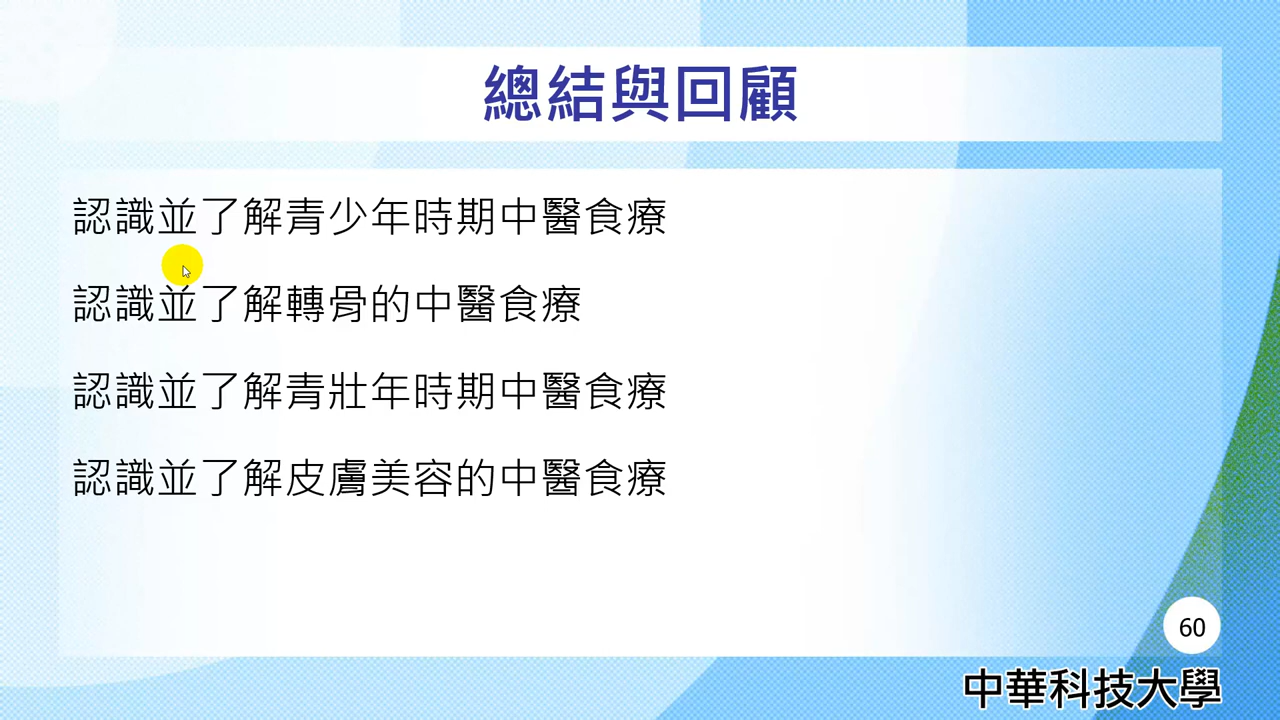 總結與回顧
認識並了解青少年時期中醫食療
認識並了解轉骨的中醫食療
認識並了解青壯年時期中醫食療
認識並了解皮膚美容的中醫食療
60
中華科技大學